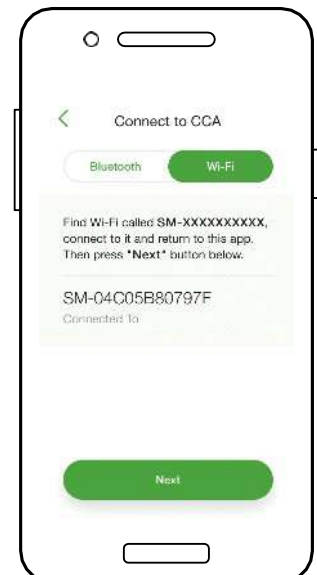 Connect to CCA
Bluetooth
Wi-Fi
Find Wi-Fi called SM-XXXXXXXXXX,
connect to it and return to this app.
Then press "Next" button below.
SM-04C05B80797F
Connected To
Next